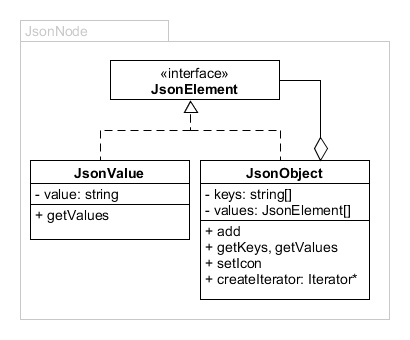 JsonNode
«interface»
JsonElement
JsonValue
- value: string
+ getValues
JsonObject
- keys: string[]
- values: JsonElement[]
+ add
+ getKeys, getValues
+ setIcon
+ createIterator: Iterator*